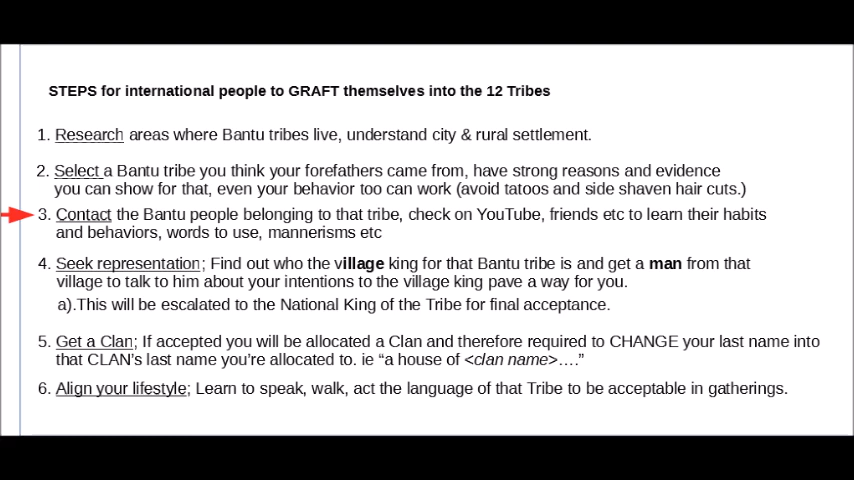 STEPS for international people to GRAFT themselves into the 12 Tribes
1. Research areas where Bantu tribes live, understand city & rural settlement.
2. Select a Bantu tribe you think your forefathers came from, have strong reasons and evidence
you can show for that, even your behavior too can work (avoid tatoos and side shaven hair cuts.)
3. Contact the Bantu people belonging to that tribe, check on YouTube, friends etc to learn their habits
and behaviors, words to use, mannerisms etc
4. Seek representation; Find out who the village king for that Bantu tribe is and get a man from that
village to talk to him about your intentions to the village king pave a way for you.
a).This will be escalated to the National King of the Tribe for final acceptance.
5. Get a Clan; If accepted you will be allocated a Clan and therefore required to CHANGE your last name into
that CLAN's last name you're allocated to. ie “a house of <clan name>….”
6. Align your lifestyle; Learn to speak, walk, act the language of that Tribe to be acceptable in gatherings.